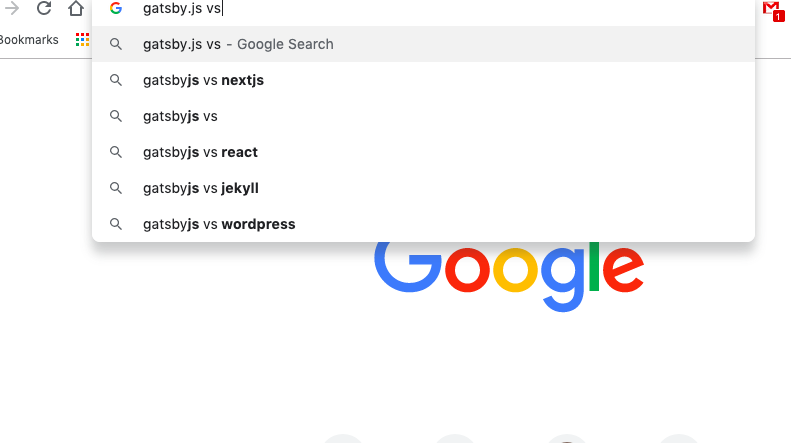 gatsby.js vs
1
Bookmarks
gatsby.js vs - Google Search
gatsbyjs vs nextjs
gatsbyjs vs
gatsbyjs vs react
gatsbyjs vs jekyll
gatsbyjs vs wordpress
Google